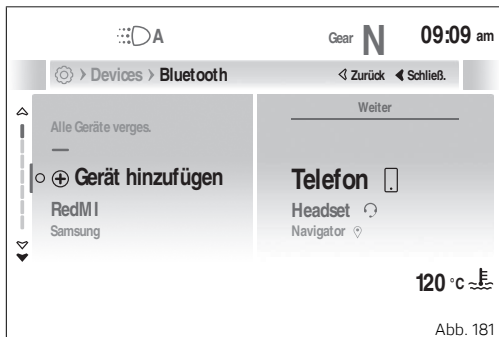 A Gear N 09:09 am
Devices Bluetooth Zurück Schließ.
Alle Geräte verges.
Gerät hinzufügen
RedM I
Samsung
Weiter
Telefon
Headset
Navigator
120 °C
Abb. 181